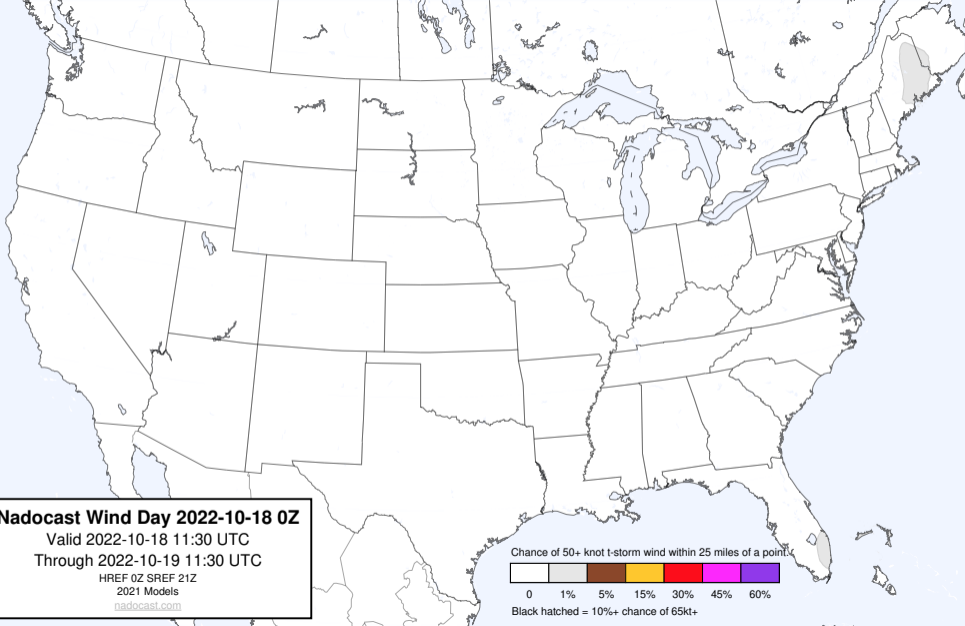 Nadocast Wind Day 2022-10-18 0Z
Valid 2022-10-18 11:30 UTC
Through 2022-10-19 11:30 UTC
HREF 0Z SREF 21Z
2021 Models
nadocast.com
Chance of 50+ knot t-storm wind within 25 miles of a point.
0 1% 5% 15% 30% 45% 60%
Black hatched = 10%+ chance of 65kt+